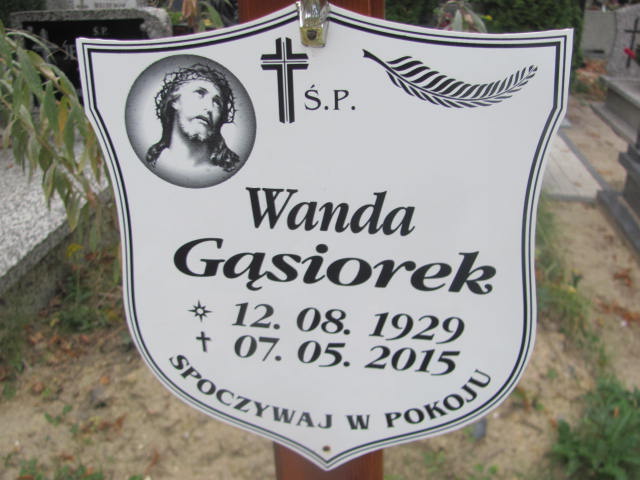 Ś.P.
Wanda
Gąsiorek
12. 08. 1929
07. 05. 2015
SPOCZYWAJ W POKOJU
Ś.P.